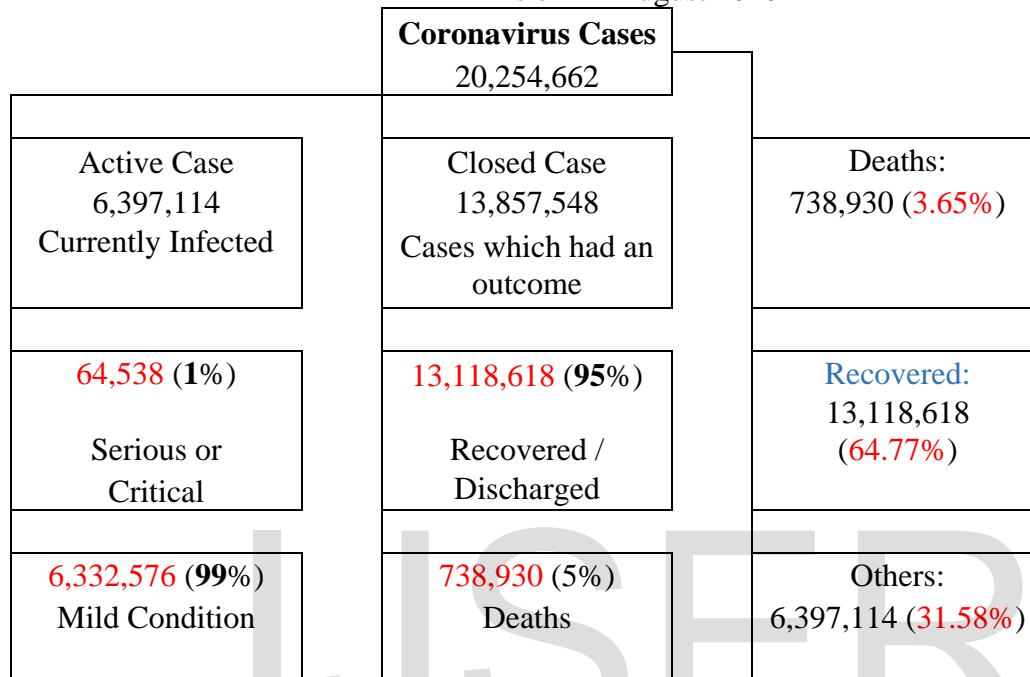 Coronavirus Cases
20,254,662
Active Case
6,397,114
Currently Infected
Closed Case
13,857,548
Cases which had an
outcome
Deaths:
738,930 (3.65%)
64,538 (1%)
Serious or
Critical
13,118,618 (95%)
Recovered /
Discharged
Recovered:
13,118,618
(64.77%)
6,332,576 (99%)
Mild Condition
738,930 (5%)
Deaths
Others:
6,397,114 (31.58%)